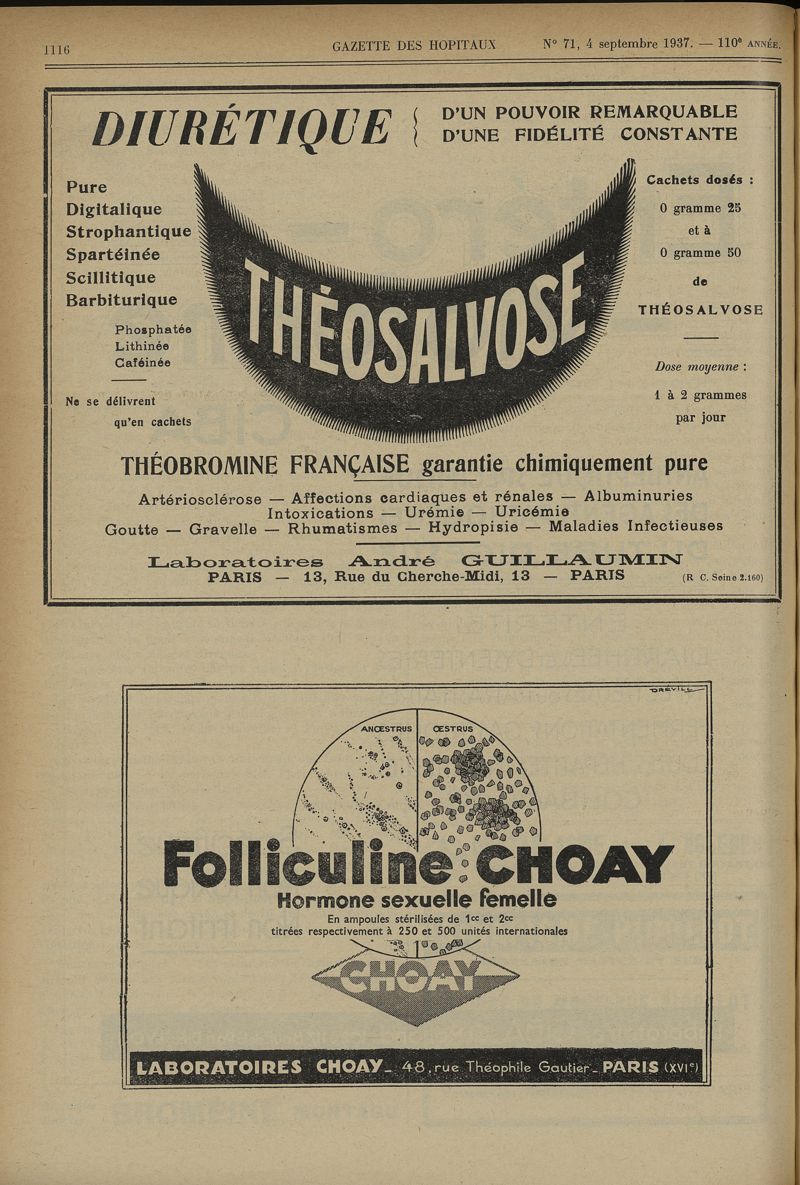 1116
GAZETTE DES HOPITAUX
N° 71, 4 septembre 1937. — 110e ANNÉE.
DIURÉTIQUE
D'UN POUVOIR REMARQUABLE
D'UNE FIDÉLITÉ CONSTANTE
Pure
Digitalique
Strophantique
Spartéinée
Scillitique
Barbiturique
Phosphatée
Lithinée
Caféinée
Ne se délivrent
qu'en cachets
THÉOSALVOSE
Cachets dosés :
0 gramme 25
et à
0 gramme 50
de
THÉOSALVOSE
Dose moyenne :
1 à 2 grammes
par jour
THÉOBROMINE FRANÇAISE garantie chimiquement pure
Artériosclérose — Affections cardiaques et rénales — Albuminuries
Intoxications — Urémie — Uricémie
Goutte — Gravelle — Rhumatismes — Hydropisie — Maladies Infectieuses
Laboratoires André GUILLAUMIN
PARIS — 13, Rue du Cherche-Midi, 13 — PARIS
(R C. Seine 2.160)
ANŒSTRUS
ŒSTRUS
Folliculine CHOAY
Hormone sexuelle femelle
En ampoules stérilisées de 1cc et 2cc
titrées respectivement à 250 et 500 unités internationales
CHOAY
LABORATOIRES CHOAY_ 48, rue Théophile Gautier_ PARIS (XVIe)